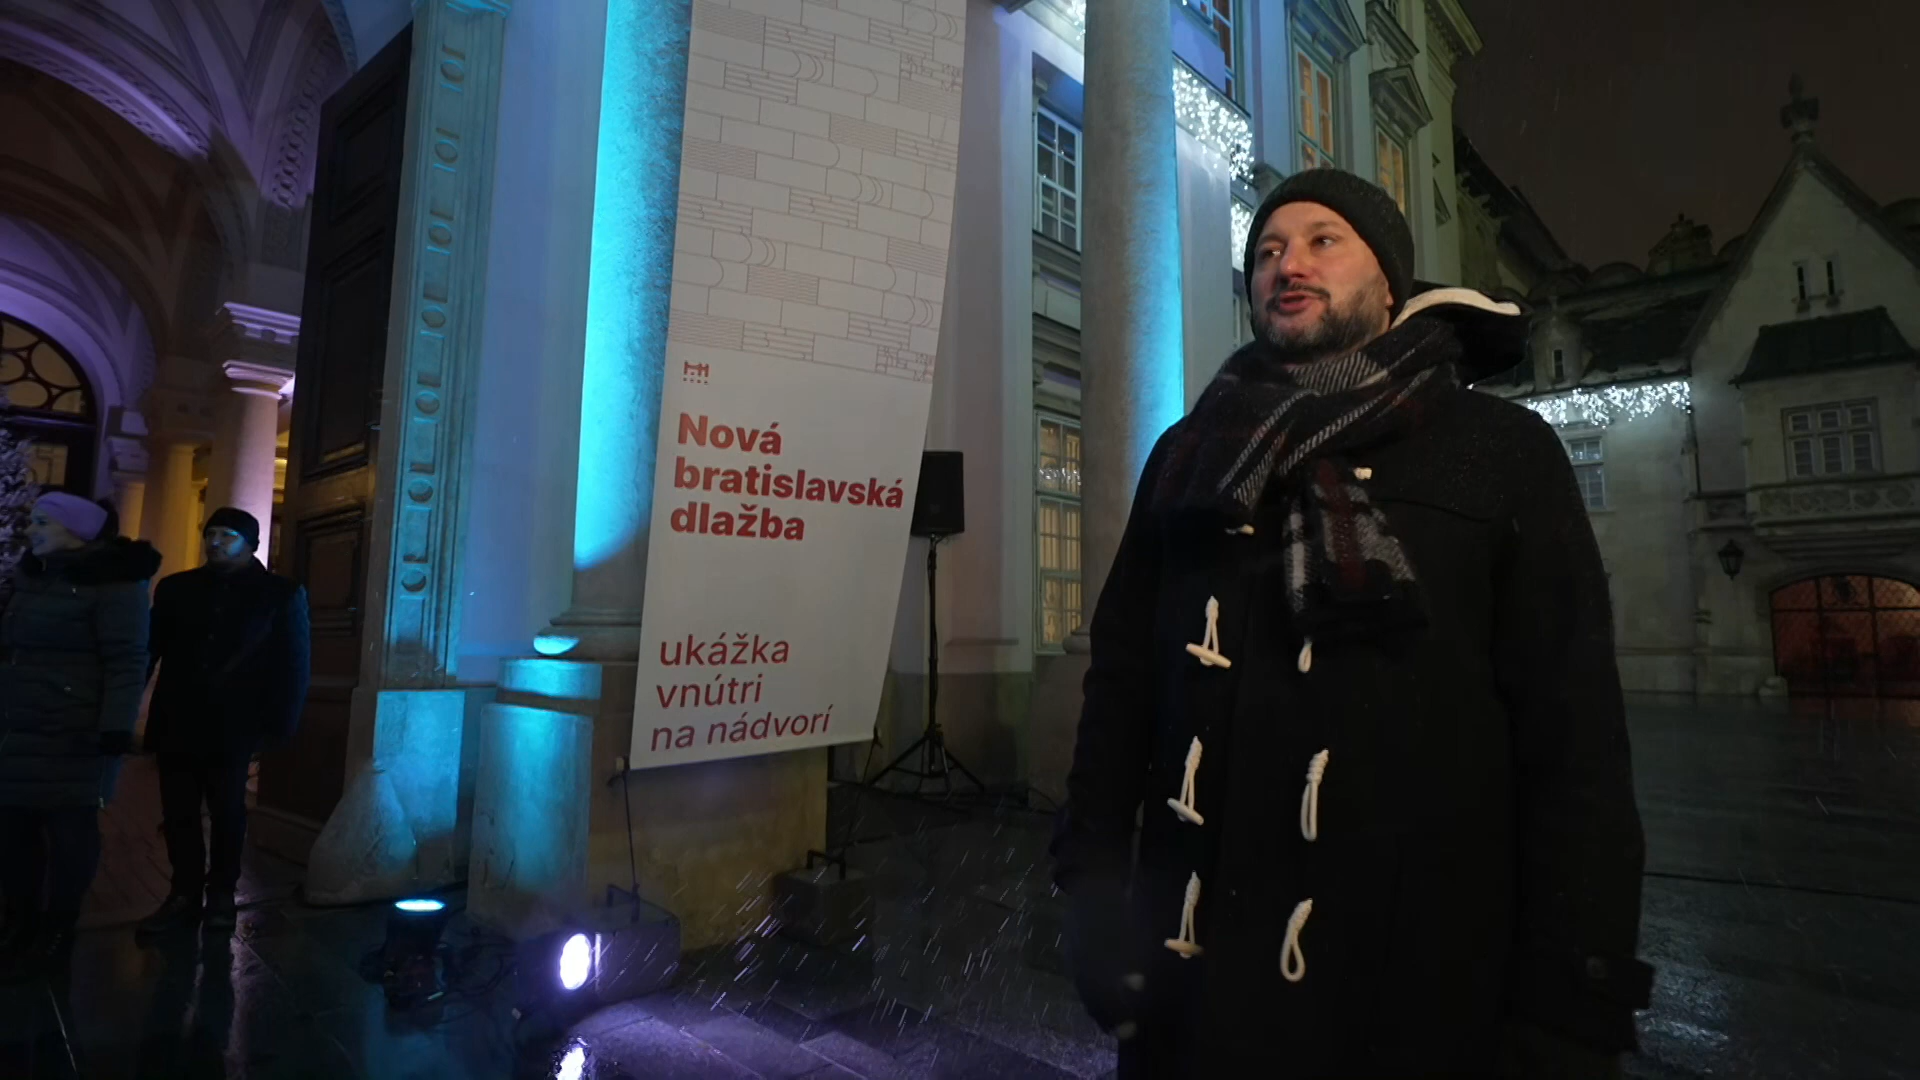 Nová
bratislavská
dlažba
ukážka
vnútri
na nádvorí